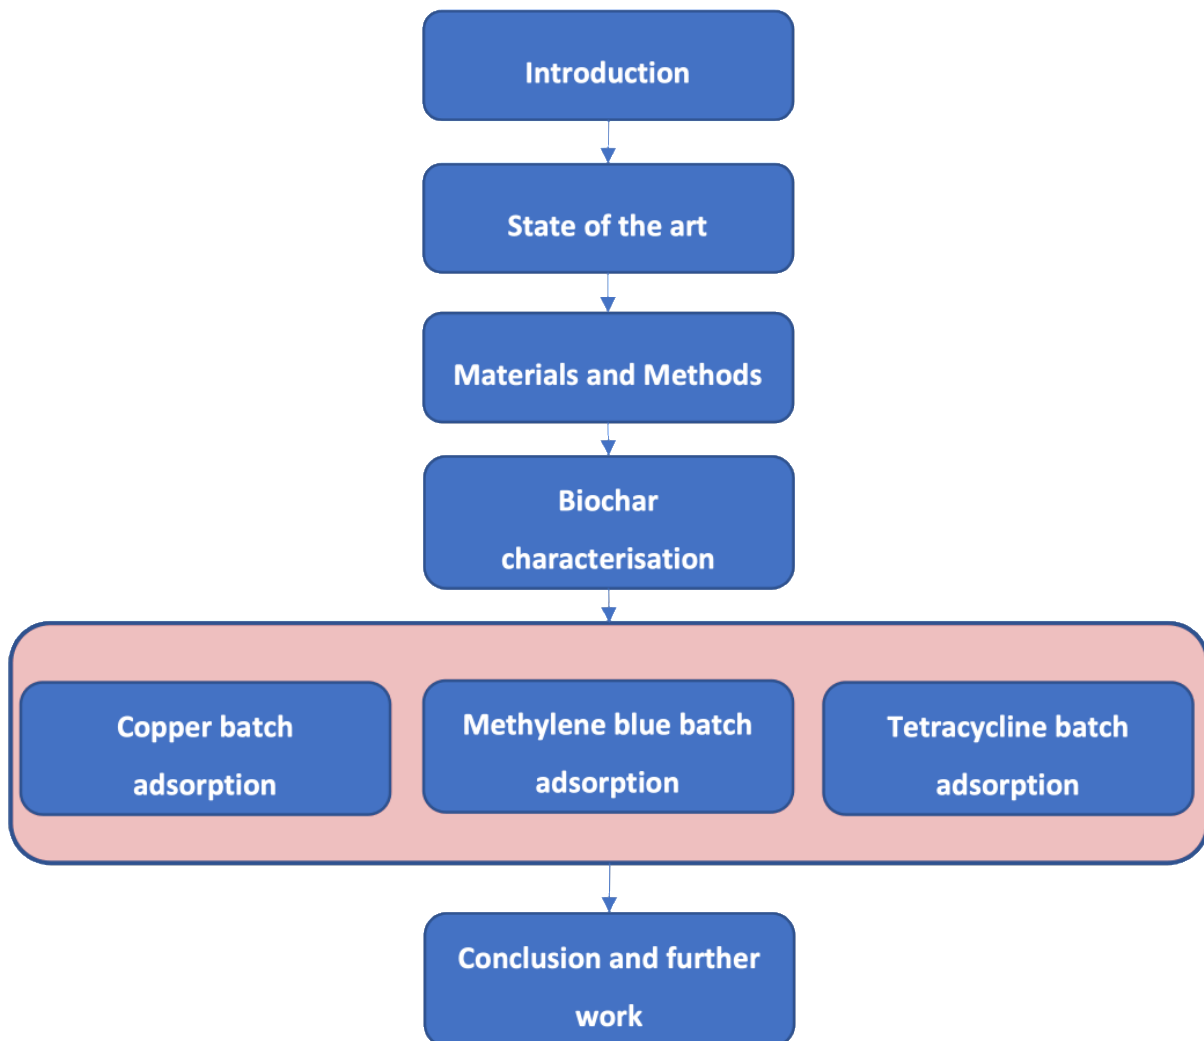 Introduction
State of the art
Materials and Methods
Biochar
characterisation
Copper batch
adsorption
Methylene blue batch
adsorption
Tetracycline batch
adsorption
Conclusion and further
work